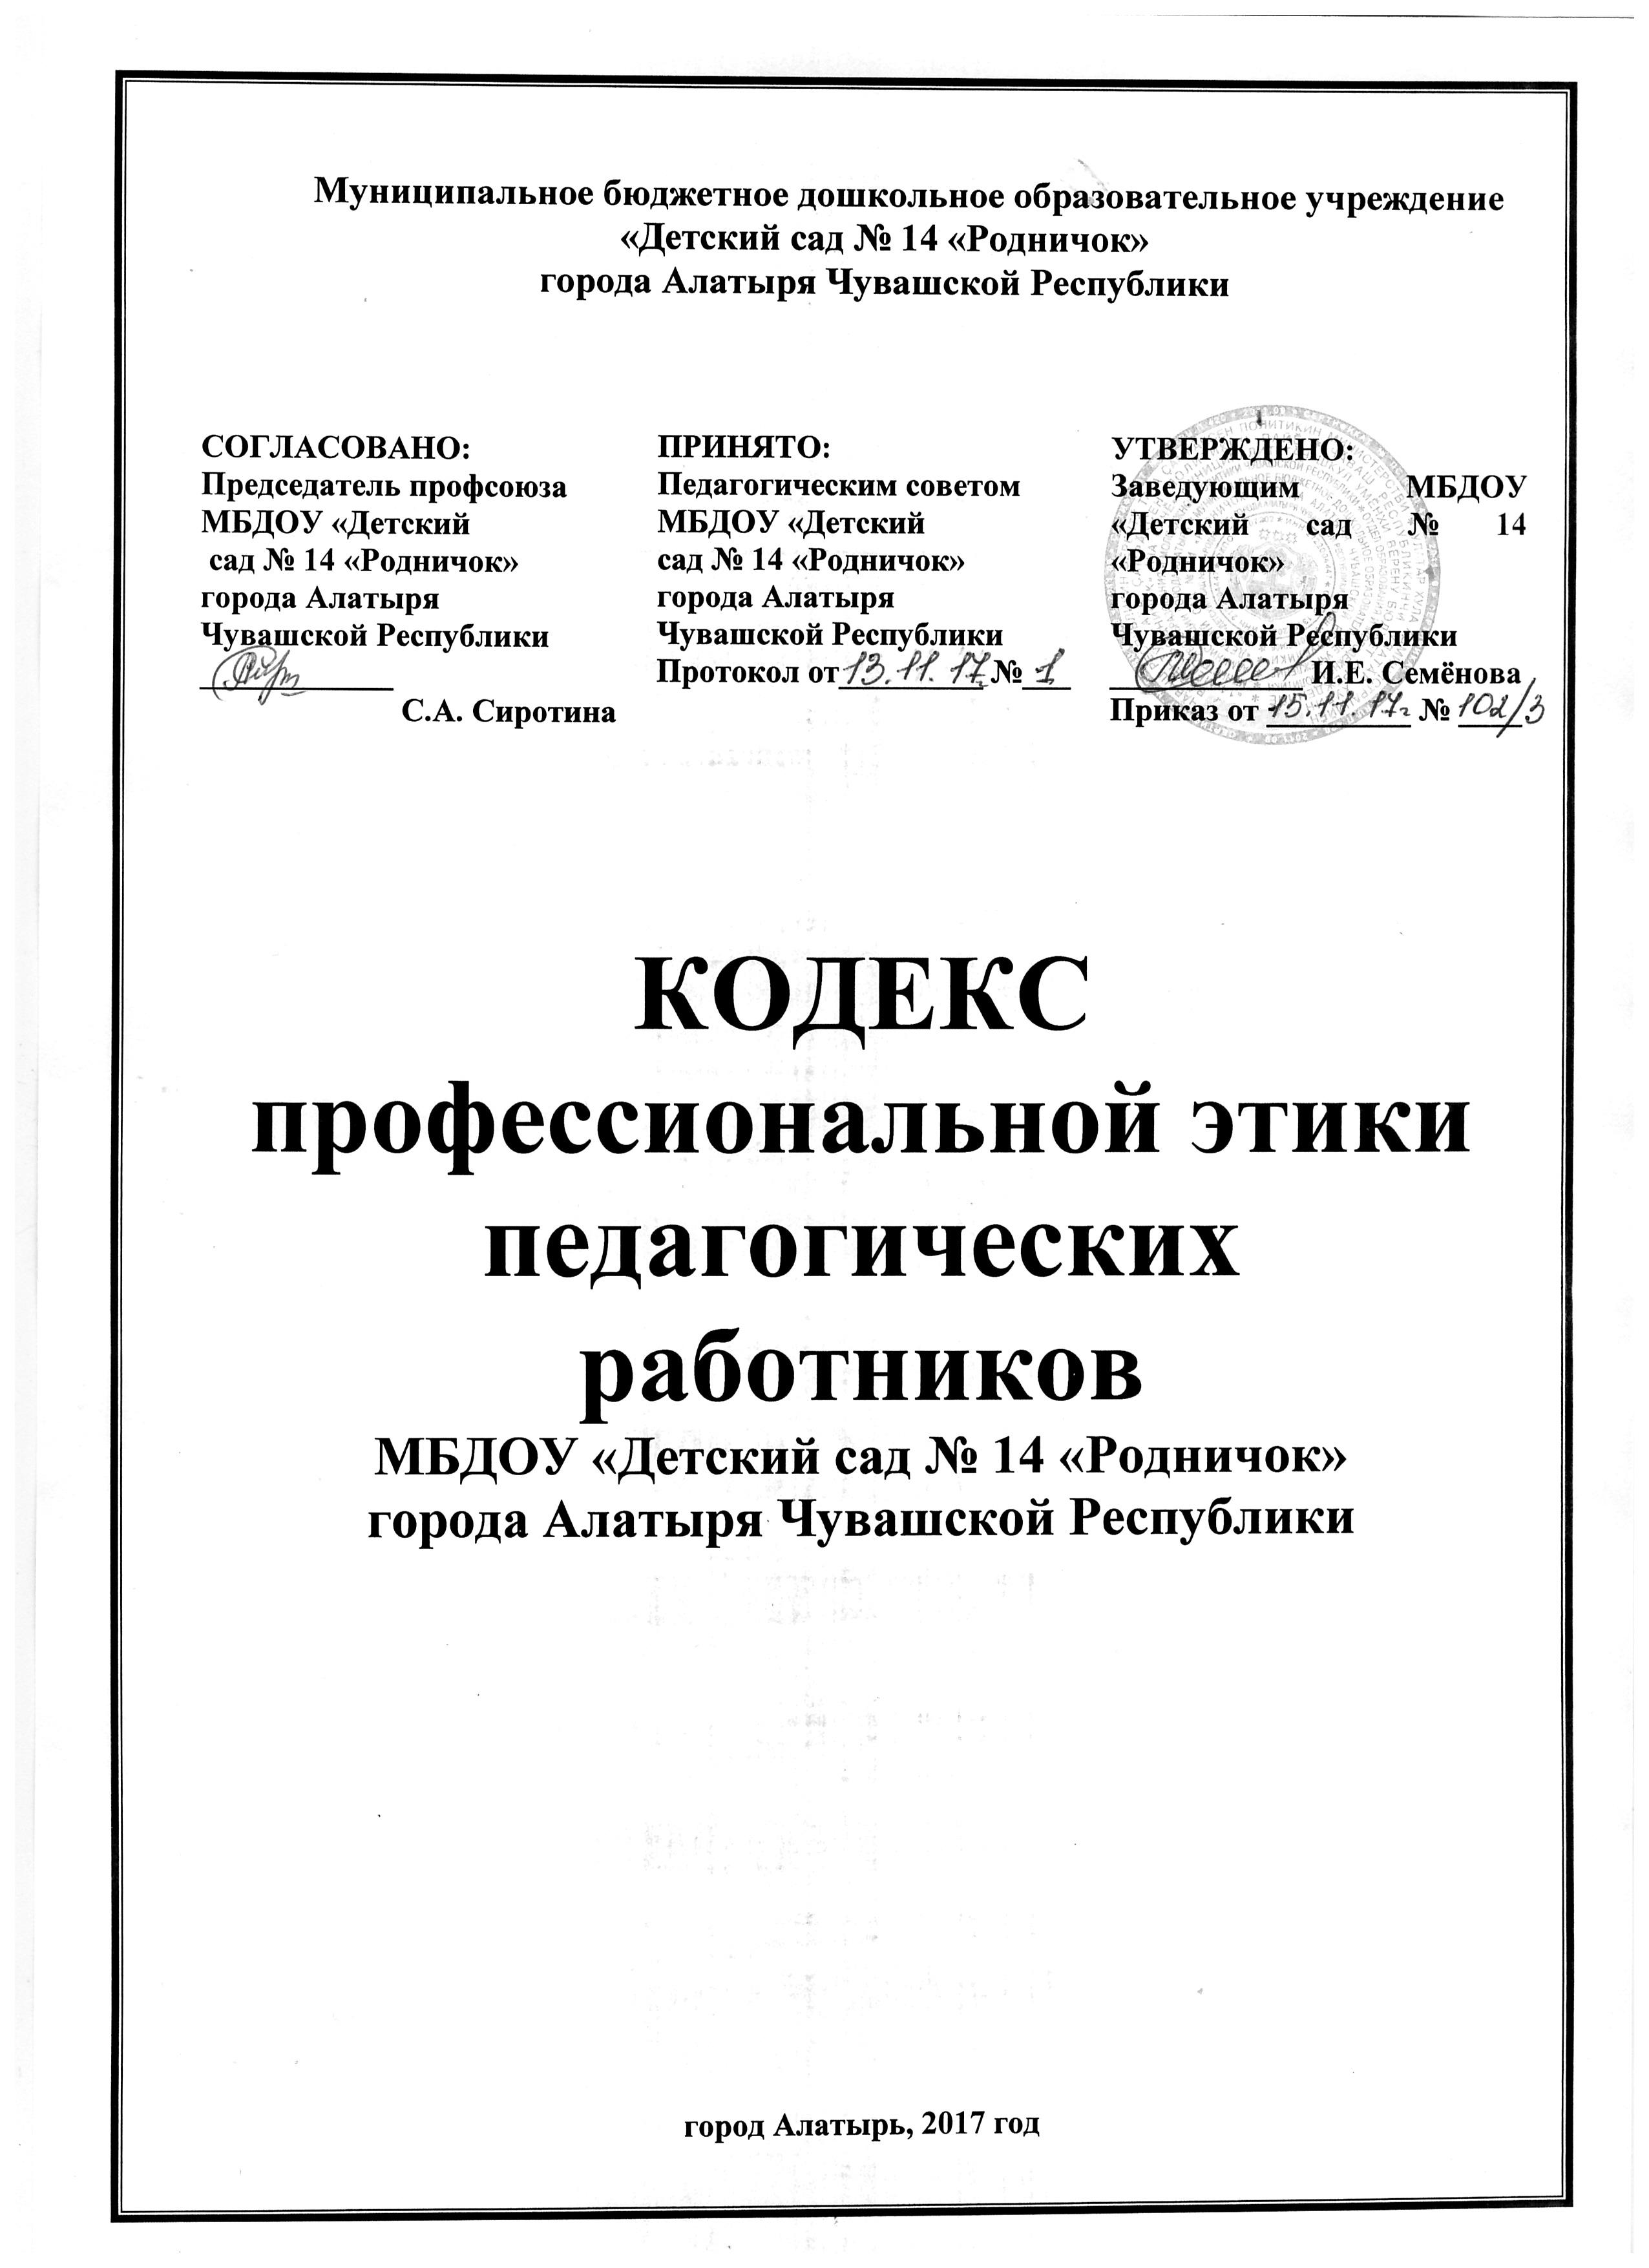 Муниципальное бюджетное дошкольное образовательное учреждение
«Детский сад № 14 «Родничок»
города Алатыря Чувашской Республики
СОГЛАСОВАНО:
Председатель профсоюза
МБДОУ «Детский
сад № 14 «Родничок»
города Алатыря
Чувашской Республики
С.А. Сиротина
ПРИНЯТО:
Педагогическим советом
МБДОУ «Детский
сад № 14 «Родничок»
города Алатыря
Чувашской Республики
Протокол от 13.11.17 № 1
УТВЕРЖДЕНО:
Заведующим МБДОУ
«Детский сад № 14
«Родничок»
города Алатыря
Чувашской Республики
И.Е. Семёнова
Приказ от 15.11.17г № 102/3
КОДЕКС
профессиональной этики
педагогических
работников
МБДОУ «Детский сад № 14 «Родничок»
города Алатыря Чувашской Республики
город Алатырь, 2017 год